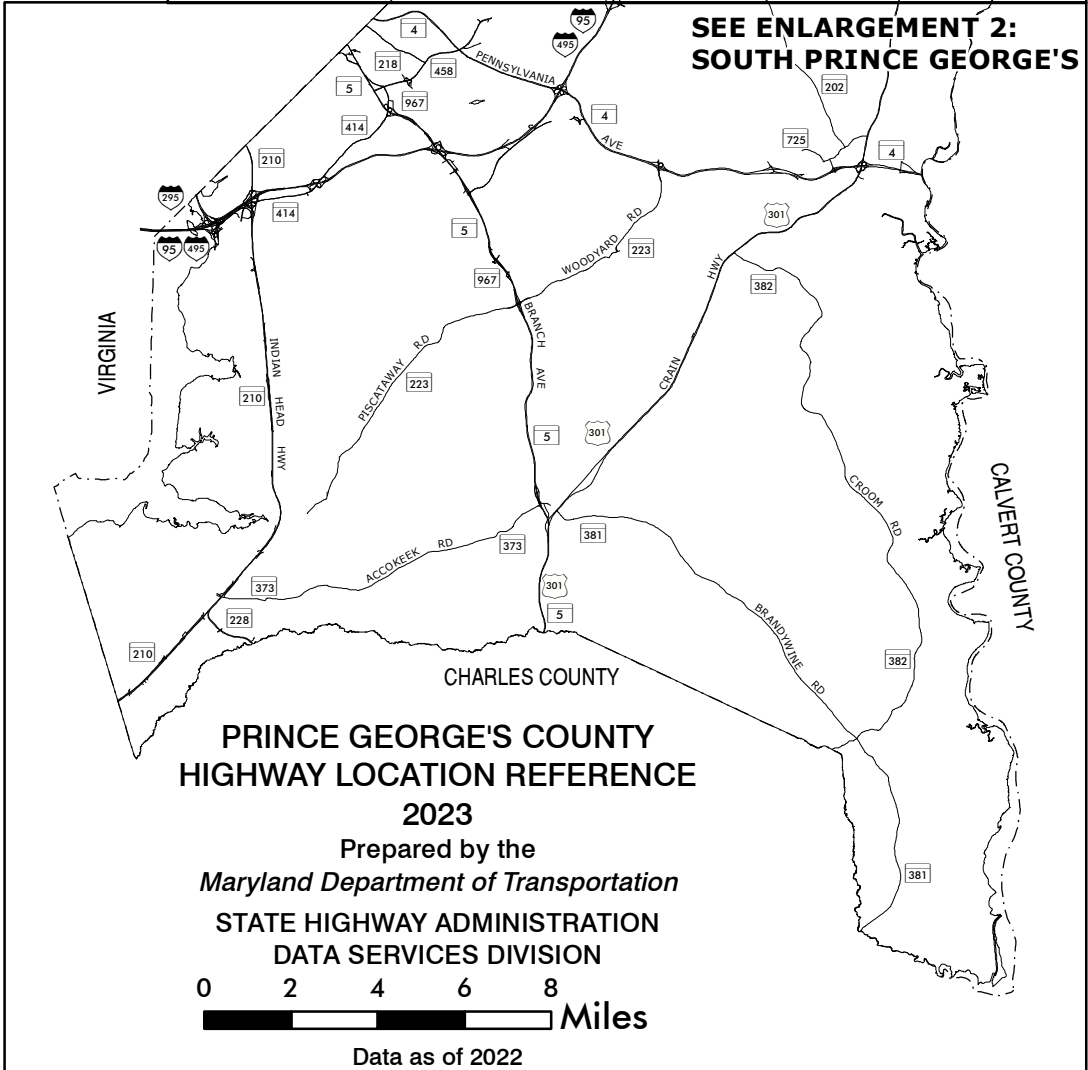 SEE ENLARGEMENT 2:
SOUTH PRINCE GEORGE'S
95
495
4
218
458
PENNSYLVANIA
5
967
202
414
4
AVE
725
4
210
295
414
301
95
495
5
WOODYARD RD
223
967
HWY
382
VIRGINIA
BRANCH AVE
INDIAN HEAD HWY
PISCATAWAY RD
223
210
CRAIN
5
301
CROOM RD
CALVERT COUNTY
373
381
ACCOKEEK RD
373
301
228
5
BRANDYWINE RD
210
382
CHARLES COUNTY
PRINCE GEORGE'S COUNTY
HIGHWAY LOCATION REFERENCE
2023
Prepared by the
Maryland Department of Transportation
STATE HIGHWAY ADMINISTRATION
DATA SERVICES DIVISION
381
0 2 4 6 8
Miles
Data as of 2022